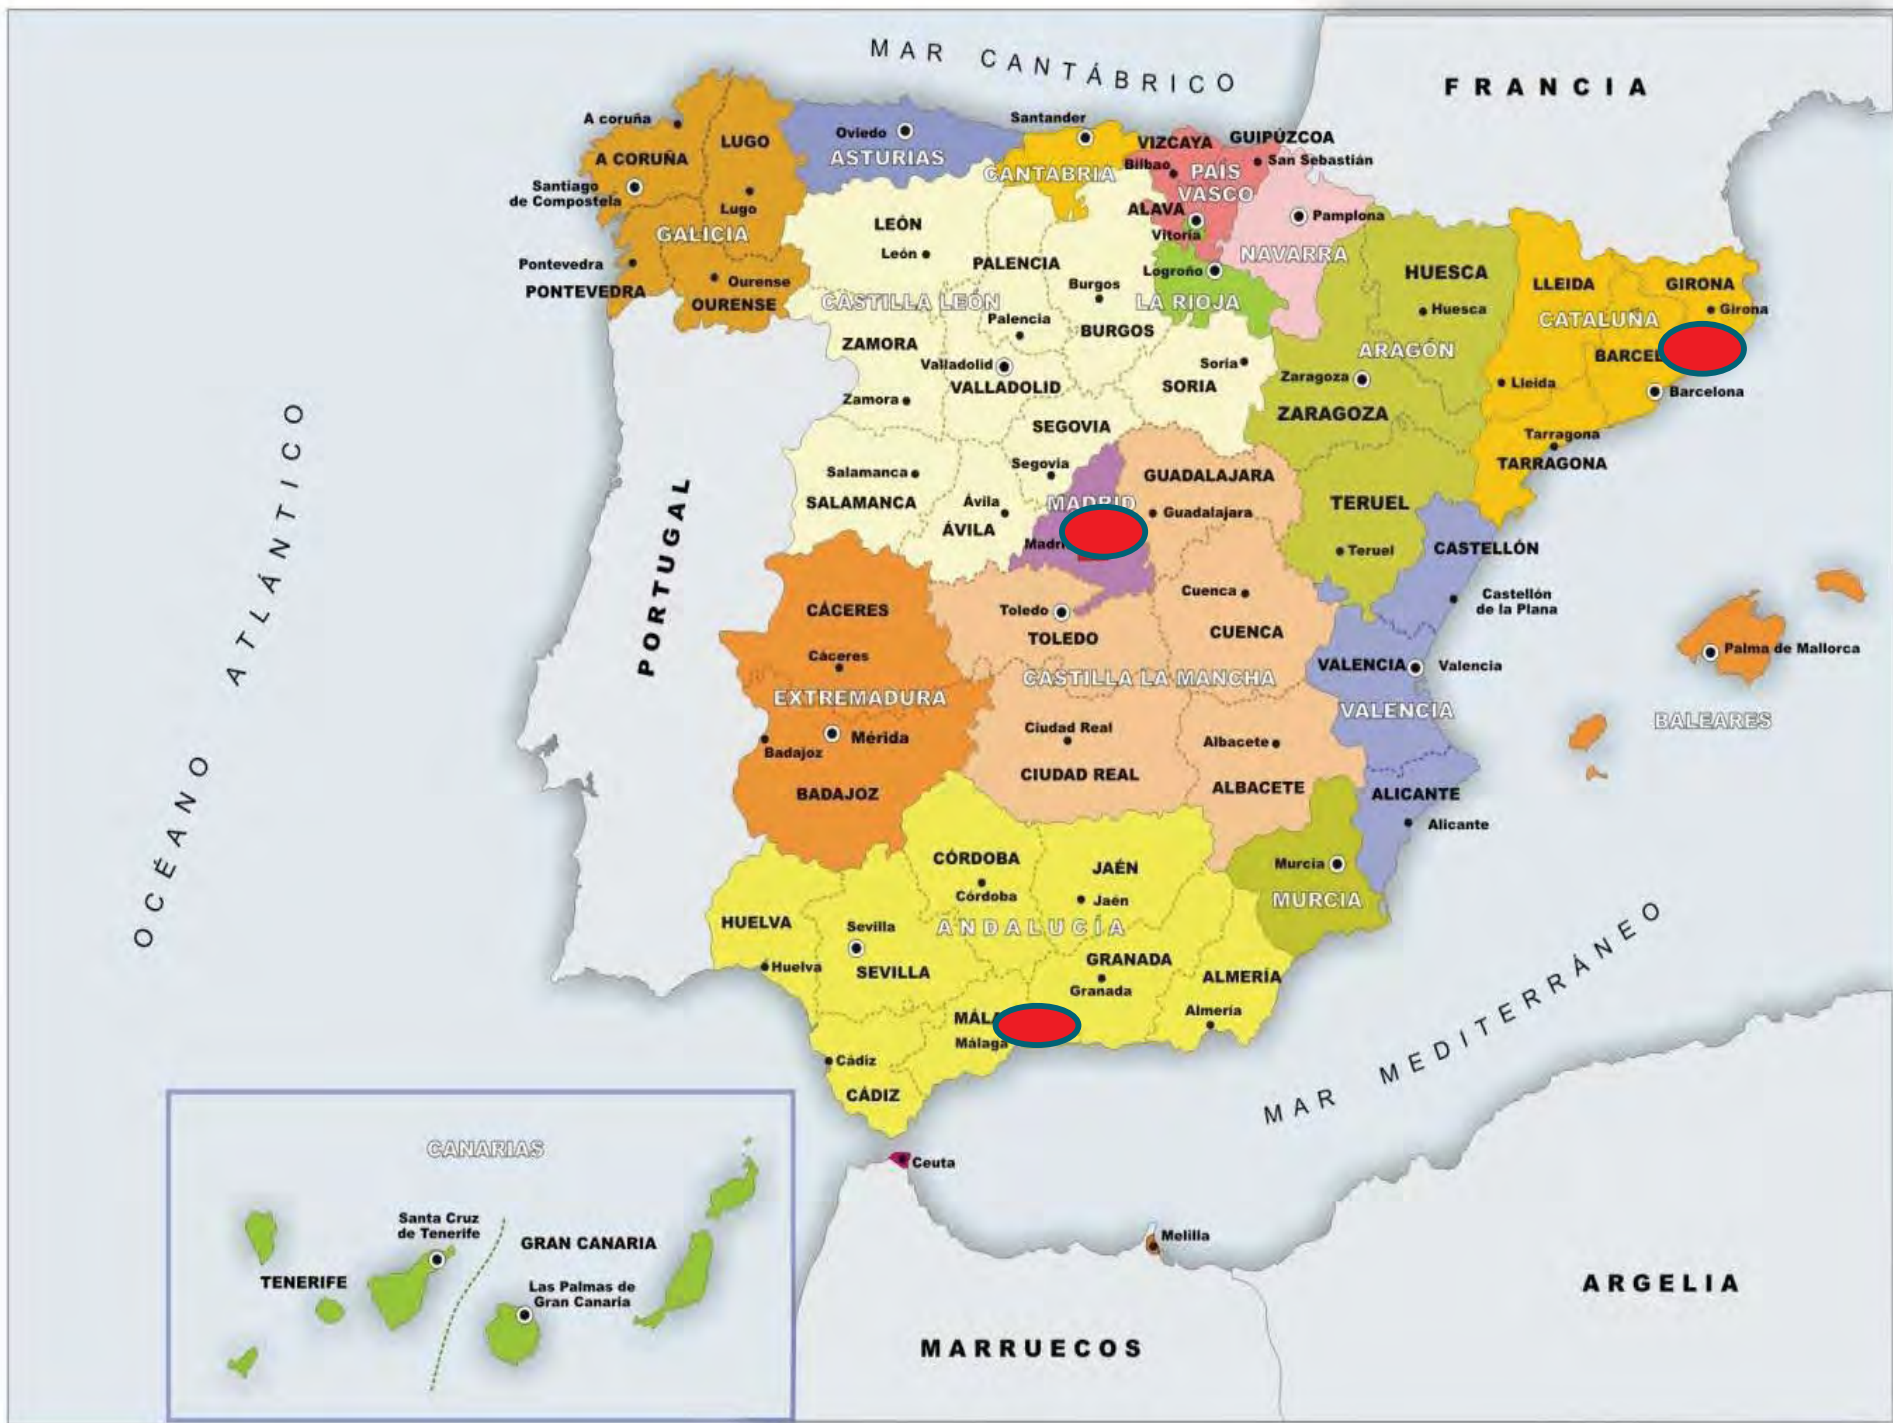 MAR CANTÁBRICO
FRANCIA
A coruña
LUGO
Oviedo
Santander
VIZCAYA
GUIPÚZCOA
A CORUÑA
ASTURIAS
CANTABRIA
Bilbao
PAÍS
VASCO
San Sebastián
Santiago
de Compostela
Lugo
ALAVA
Vitoria
Pamplona
GALICIA
LEÓN
León
NAVARRA
Pontevedra
PONTEVEDRA
Ourense
OURENSE
PALENCIA
Burgos
Logroño
LA RIOJA
HUESCA
Huesca
LLEIDA
GIRONA
Girona
CASTILLA LEÓN
Palencia
BURGOS
CATALUÑA
ZAMORA
Valladolid
VALLADOLID
Soria
SORIA
ARAGÓN
Zaragoza
ZARAGOZA
BARCEL
Lleida
Barcelona
Zamora
SEGOVIA
Segovia
Tarragona
TARRAGONA
Salamanca
SALAMANCA
Ávila
ÁVILA
MADRID
Madri
GUADALAJARA
Guadalajara
TERUEL
Teruel
CASTELLÓN
Castellón
de la Plana
OCÉANO ATLÁNTICO
PORTUGAL
CÁCERES
Cáceres
Toledo
TOLEDO
Cuenca
CUENCA
VALENCIA
Valencia
VALENCIA
Palma de Mallorca
BALEARES
EXTREMADURA
CASTILLA LA MANCHA
Mérida
Badajoz
BADAJOZ
Ciudad Real
CIUDAD REAL
Albacete
ALBACETE
ALICANTE
Alicante
CÓRDOBA
Córdoba
JAÉN
Jaén
Murcia
MURCIA
HUELVA
Huelva
Sevilla
SEVILLA
ANDALUCÍA
GRANADA
Granada
ALMERÍA
Almería
MÁLA
Málaga
Cádiz
CÁDIZ
MAR MEDITERRÁNEO
Ceuta
Melilla
CANARIAS
Santa Cruz
de Tenerife
TENERIFE
GRAN CANARIA
Las Palmas de
Gran Canaria
MARRUECOS
ARGELIA